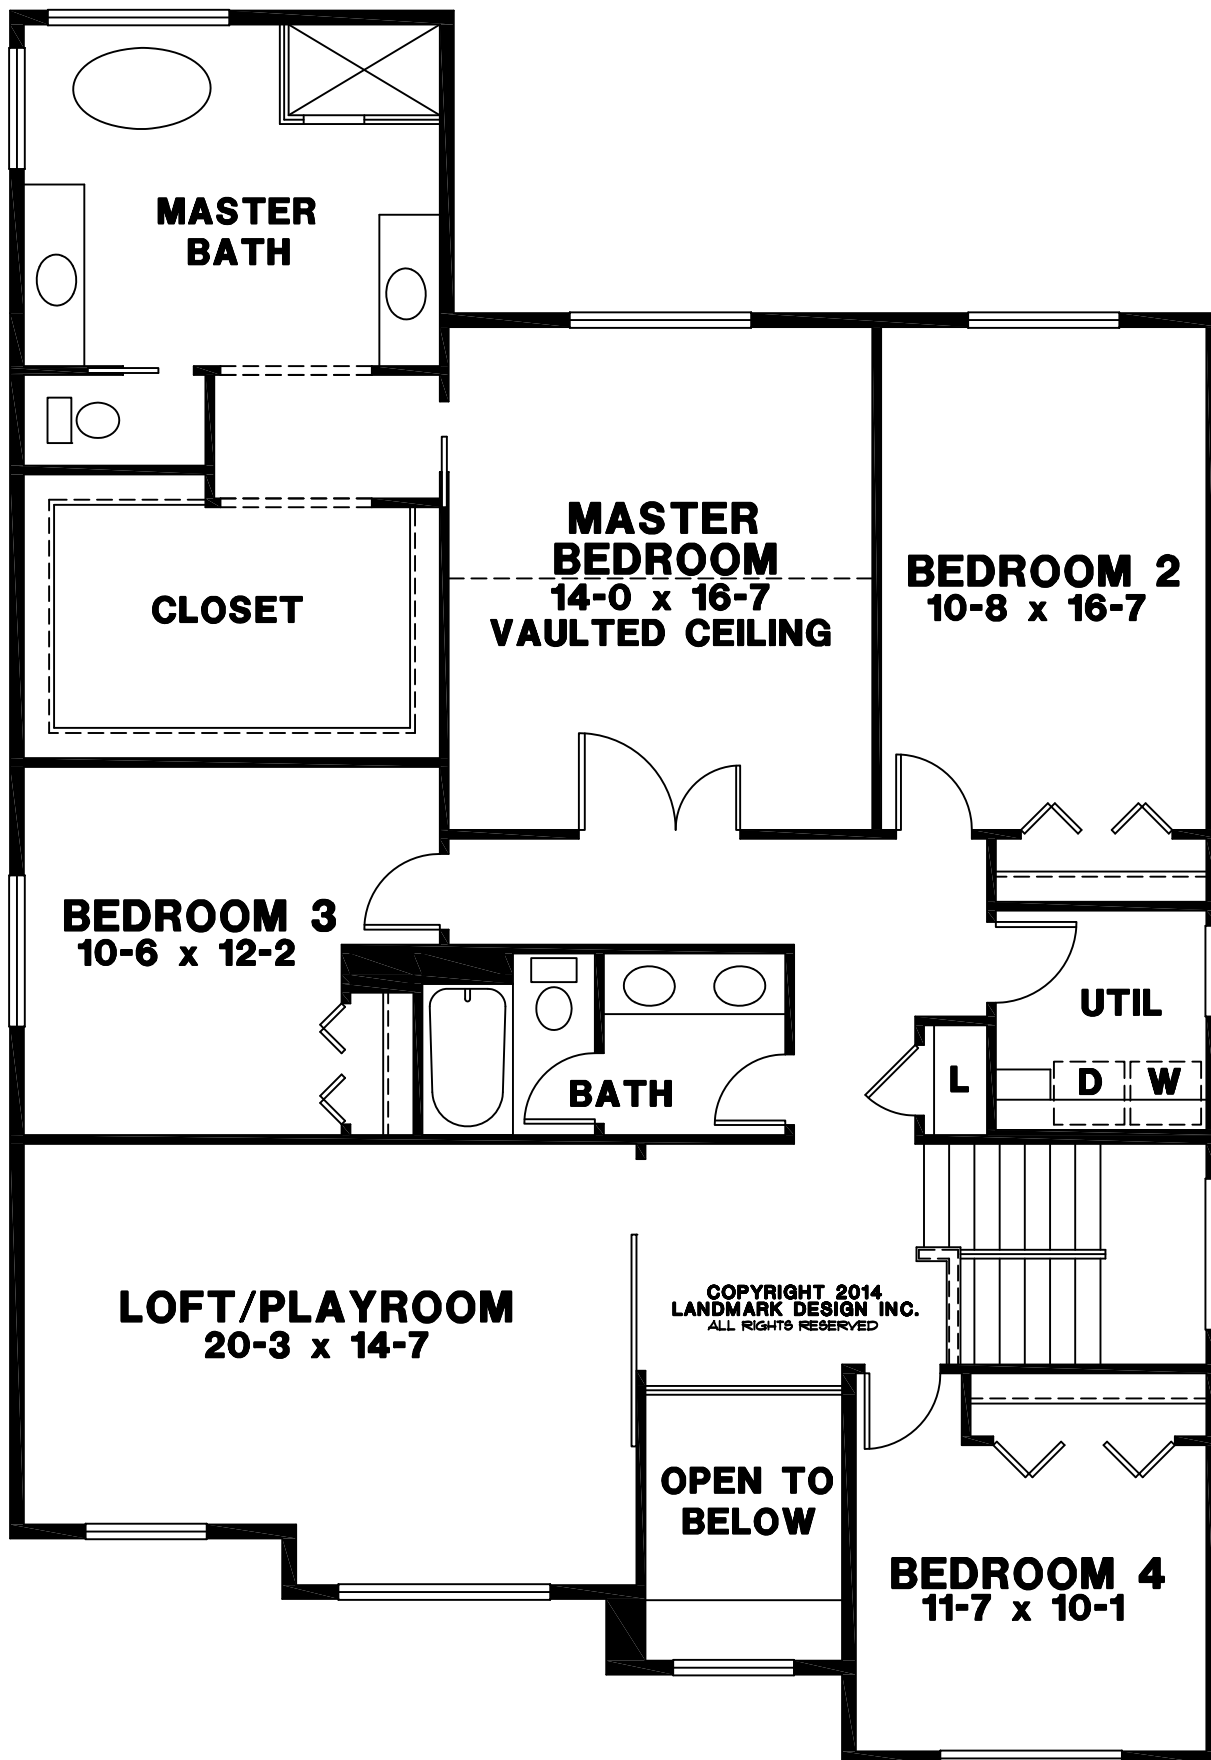 MASTER
BATH
MASTER
BEDROOM
14-0 x 16-7
VAULTED CEILING
BEDROOM 2
10-8 x 16-7
CLOSET
BEDROOM 3
10-6 x 12-2
UTIL
BATH
L
D
W
LOFT/PLAYROOM
20-3 x 14-7
COPYRIGHT 2014
LANDMARK DESIGN INC.
ALL RIGHTS RESERVED
OPEN TO
BELOW
BEDROOM 4
11-7 x 10-1